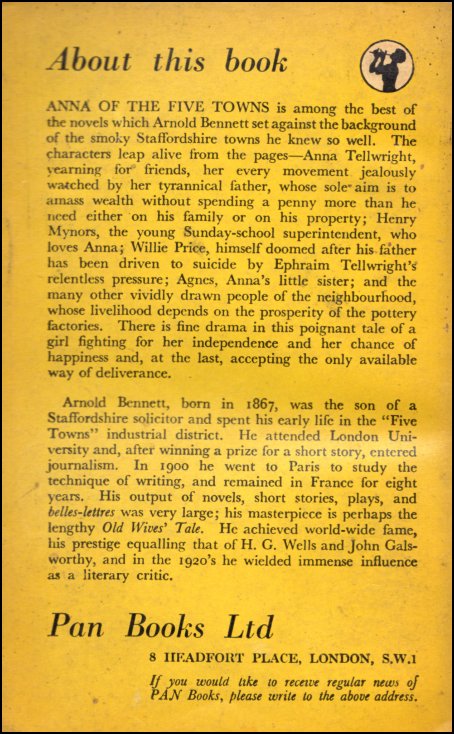 About this book
ANNA OF THE FIVE TOWNS is among the best of
the novels which Arnold Bennett set against the background
of the smoky Staffordshire towns he knew so well. The
characters leap alive from the pages—Anna Tellwright,
yearning for friends, her every movement jealously
watched by her tyrannical father, whose sole aim is to
amass wealth without spending a penny more than he
need either on his family or on his property; Henry
Mynors, the young Sunday-school superintendent, who
loves Anna; Willie Price, himself doomed after his father
has been driven to suicide by Ephraim Tellwright's
relentless pressure; Agnes, Anna's little sister; and the
many other vividly drawn people of the neighbourhood,
whose livelihood depends on the prosperity of the pottery
factories. There is fine drama in this poignant tale of a
girl fighting for her independence and her chance of
happiness and, at the last, accepting the only available
way of deliverance.
Arnold Bennett, born in 1867, was the son of a
Staffordshire solicitor and spent his early life in the "Five
Towns" industrial district. He attended London Uni-
versity and, after winning a prize for a short story, entered
journalism. In 1900 he went to Paris to study the
technique of writing, and remained in France for eight
years. His output of novels, short stories, plays, and
belles-lettres was very large; his masterpiece is perhaps the
lengthy Old Wives' Tale. He achieved world-wide fame,
his prestige equalling that of H. G. Wells and John Gals-
worthy, and in the 1920's he wielded immense influence
as a literary critic.
Pan Books Ltd
8 HEADFORT PLACE, LONDON, S.W.1
If you would like to receive regular news of
PAN Books, please write to the above address.